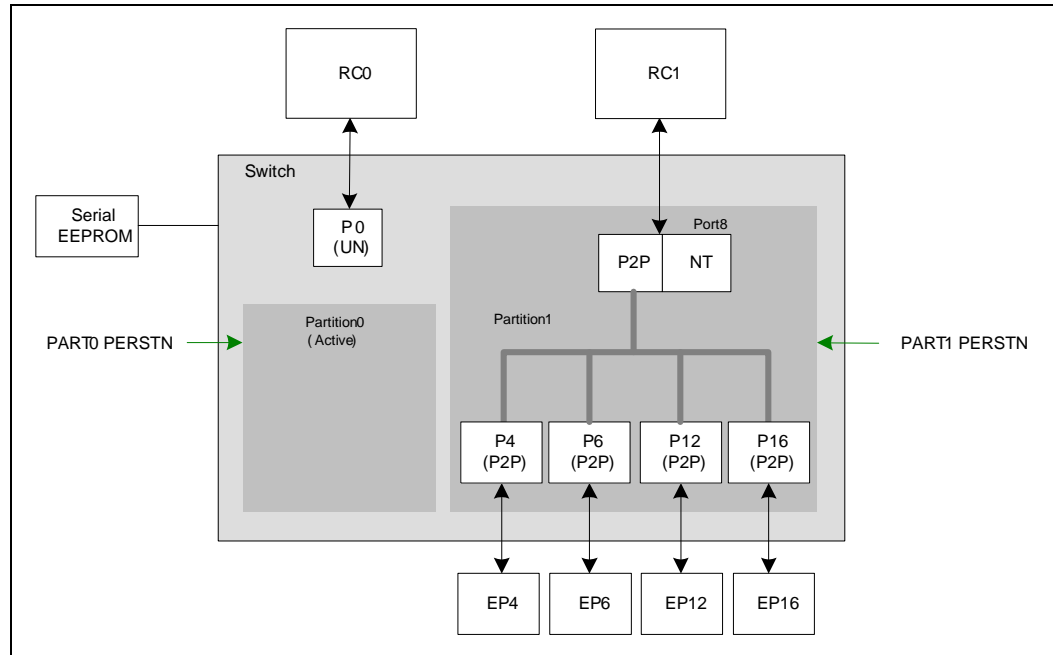 RC0
RC1
Switch
Serial
EEPROM
P0
(UN)
Port8
P2P
NT
Partition0
(Active)
Partition1
PART0 PERSTN
PART1 PERSTN
P4
(P2P)
P6
(P2P)
P12
(P2P)
P16
(P2P)
EP4
EP6
EP12
EP16